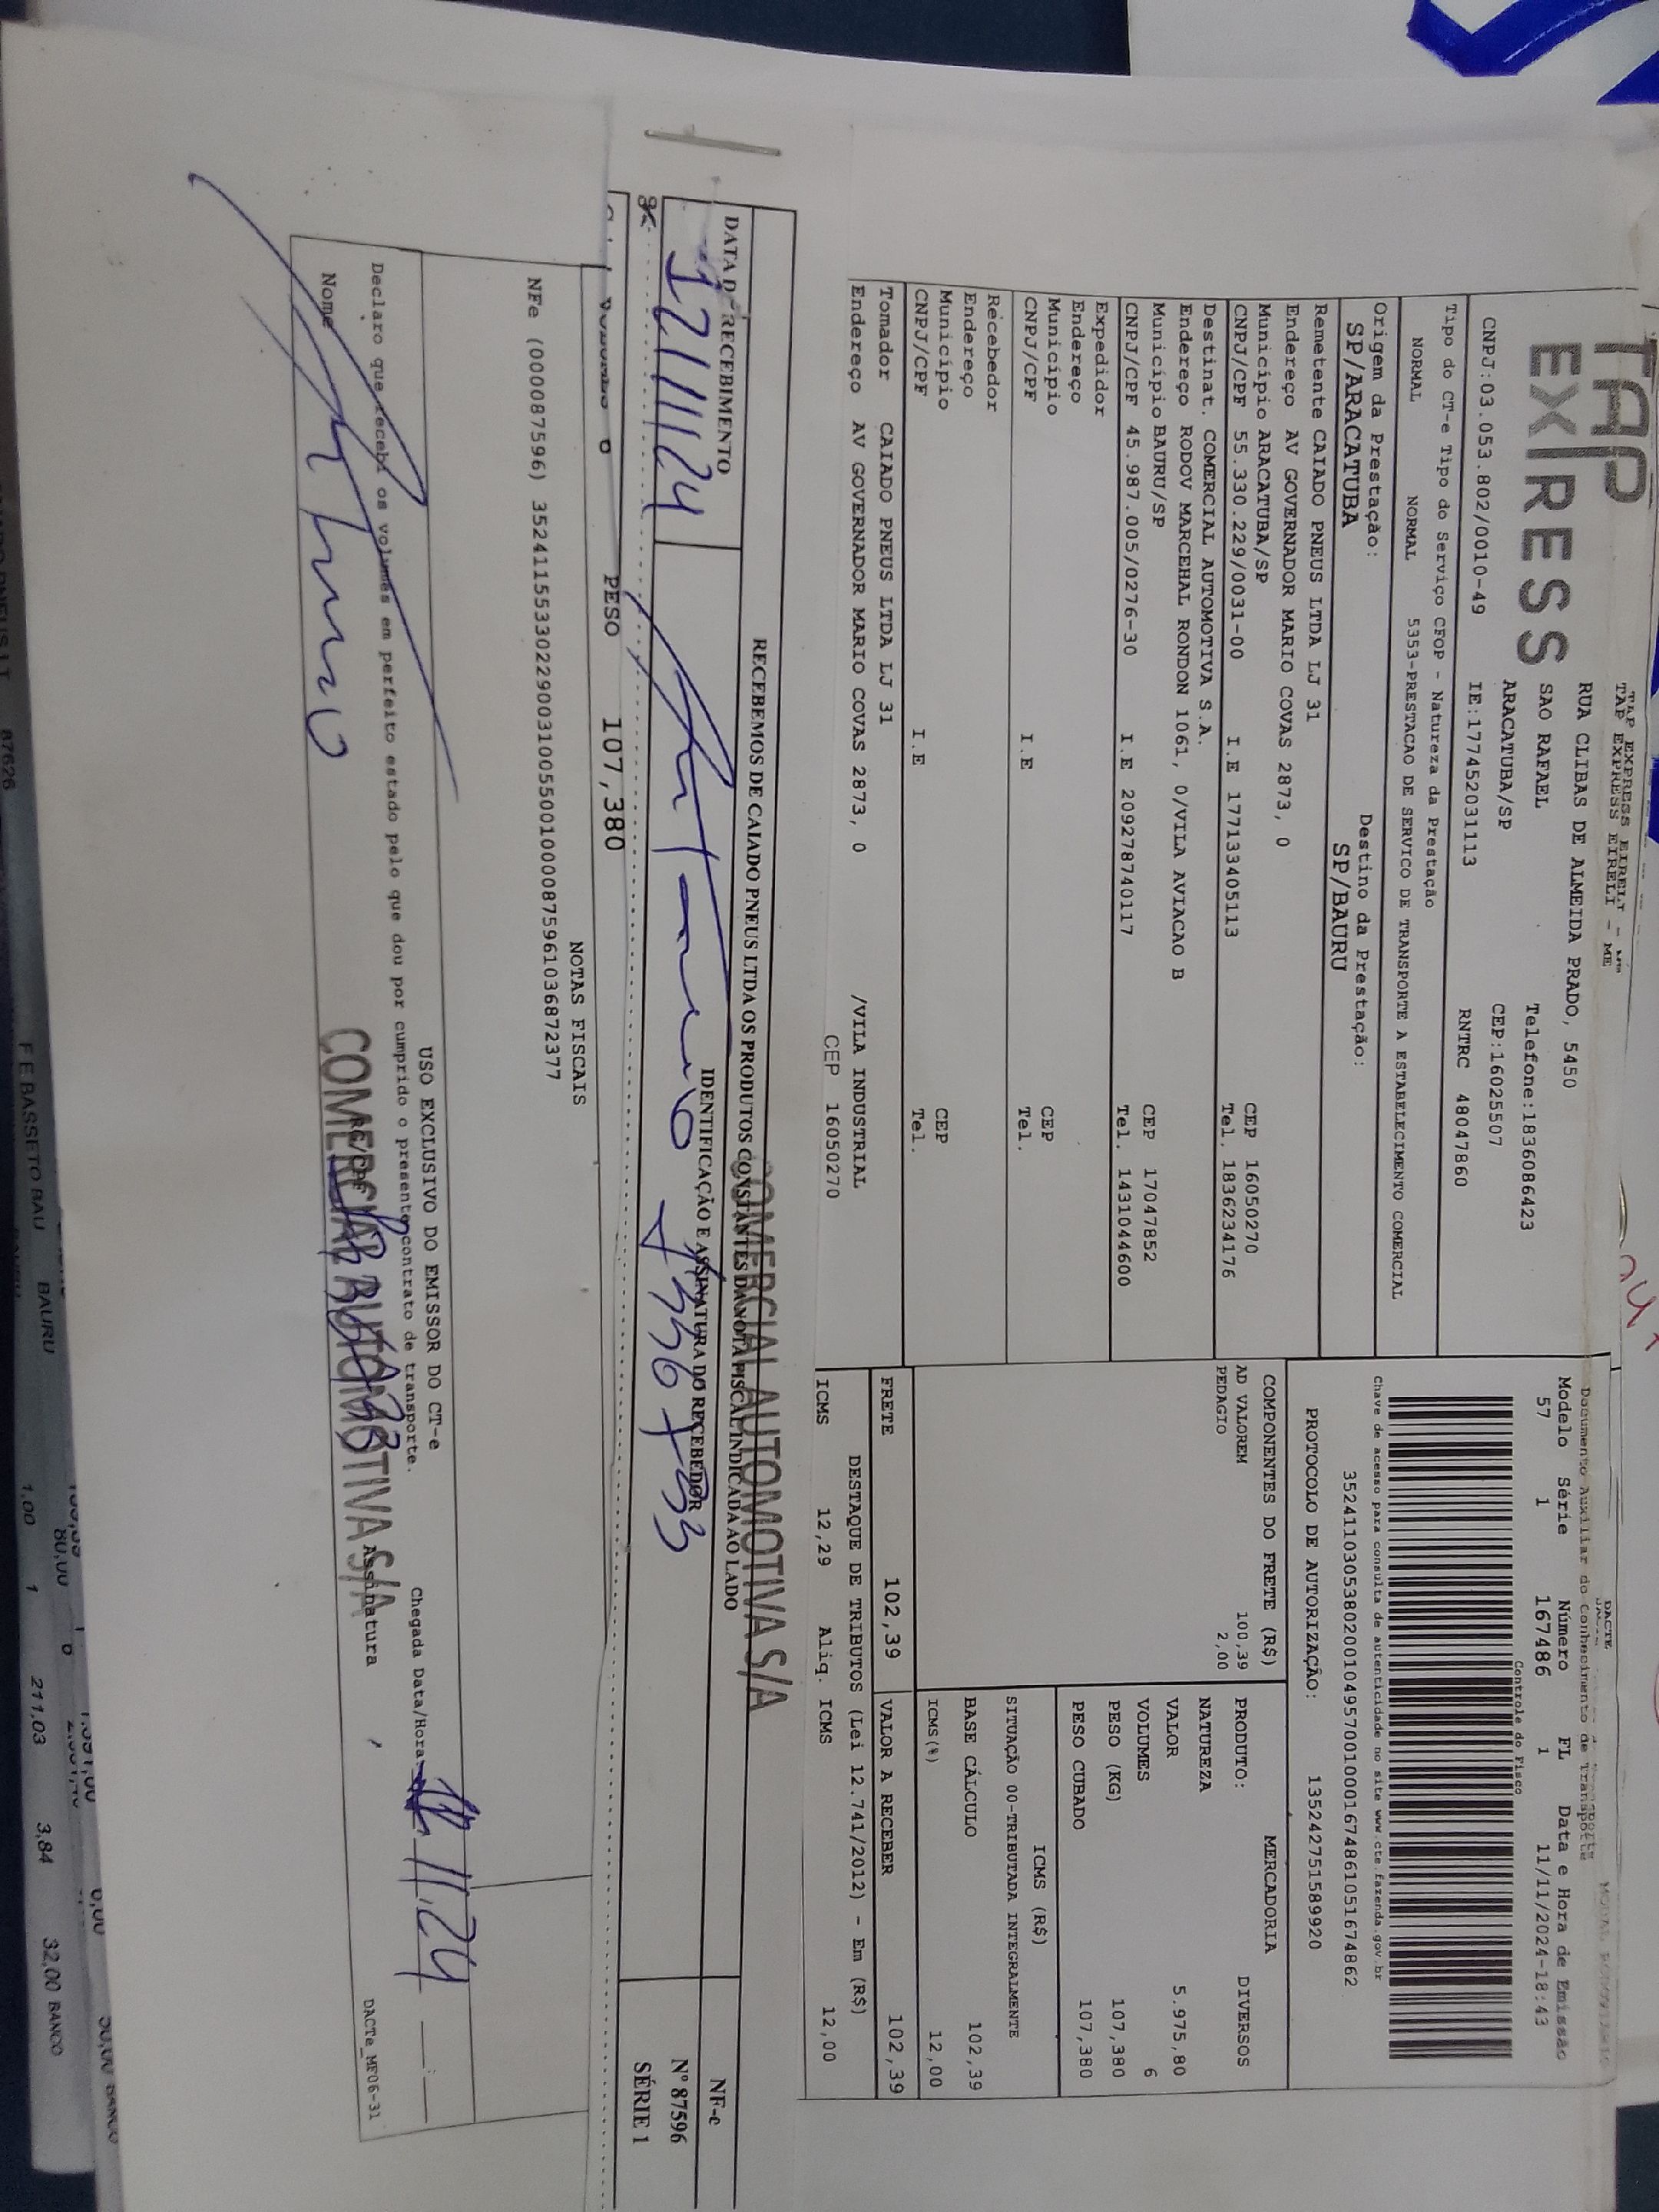 TAP
EXPRESS
TAP EXPRESS EIRELI - ME
RUA CLIBAS DE ALMEIDA PRADO, 5450
SAO RAFAEL Telefone:1836086423
ARACATUBA/SP CEP:16025507
CNPJ:03.053.802/0010-49 IE:177452031113 RNTRC 48047860
Tipo do CT-e Tipo do Serviço CFOP - Natureza da Prestação
NORMAL NORMAL 5353-PRESTACAO DE SERVICO DE TRANSPORTE A ESTABELECIMENTO COMERCIAL
Origem da Prestação: Destino da Prestação:
SP/ARACATUBA SP/BAURU
Remetente CAIADO PNEUS LTDA LJ 31
Endereço AV GOVERNADOR MARIO COVAS 2873, 0
Município ARACATUBA/SP CEP 16050270
CNPJ/CPF 55.330.229/0031-00 I.E 177133405113 Tel. 1836234176
Destinat. COMERCIAL AUTOMOTIVA S.A.
Endereço RODOV MARCEHAL RONDON 1061, 0/VILA AVIACAO B
Município BAURU/SP CEP 17047852
CNPJ/CPF 45.987.005/0276-30 I.E 209278740117 Tel. 1431044600
Expedidor
Endereço
Município CEP
CNPJ/CPF I.E Tel.
Recebedor
Endereço
Município CEP
CNPJ/CPF I.E Tel.
Tomador CAIADO PNEUS LTDA LJ 31
Endereço AV GOVERNADOR MARIO COVAS 2873, 0 /VILA INDUSTRIAL
CEP 16050270
DACTE
Documento Auxiliar do Conhecimento de Transporte
Modelo Série Número FL Data e Hora de Emissão
57 1 167486 1 11/11/2024-18:43
Controle do Fisco
Chave de acesso para consulta de autenticidade no site www.cte.fazenda.gov.br
35241103053802001049570010001674861051674862
PROTOCOLO DE AUTORIZAÇÃO: 135242751589920
COMPONENTES DO FRETE (R$)
AD VALOREM 100,39
PEDAGIO 2,00
MERCADORIA
PRODUTO: DIVERSOS
NATUREZA
VALOR 5.975,80
VOLUMES 6
PESO (KG) 107,380
PESO CUBADO 107,380
ICMS (R$)
SITUAÇÃO 00-TRIBUTADA INTEGRALMENTE
BASE CÁLCULO 102,39
ICMS(%) 12,00
FRETE 102,39 VALOR A RECEBER 102,39
DESTAQUE DE TRIBUTOS (Lei 12.741/2012) - Em (R$)
ICMS 12,29 Aliq. ICMS 12,00
COMERCIAL AUTOMOTIVA S/A
RECEBEMOS DE CAIADO PNEUS LTDA OS PRODUTOS CONSTANTES DA NOTA FISCAL INDICADA AO LADO
DATA DE RECEBIMENTO IDENTIFICAÇÃO E ASSINATURA DO RECEBEDOR
12/11/24
NF-e
Nº 87596
SÉRIE 1
PESO 107,380
NOTAS FISCAIS
NFe (000087596) 35241155330229003100550010000875961036872377
USO EXCLUSIVO DO EMISSOR DO CT-e
Declaro que recebi os volumes em perfeito estado pelo que dou por cumprido o presente contrato de transporte.
Chegada Data/Hora 11/24
Nome RG/CPF Assinatura
COMERCIAL AUTOMOTIVA S/A
DACTe_MF06-31
87626
F E BASSETO BAU BAURU 1,00 1 211,03 3,84 32,00 BANCO
80,00